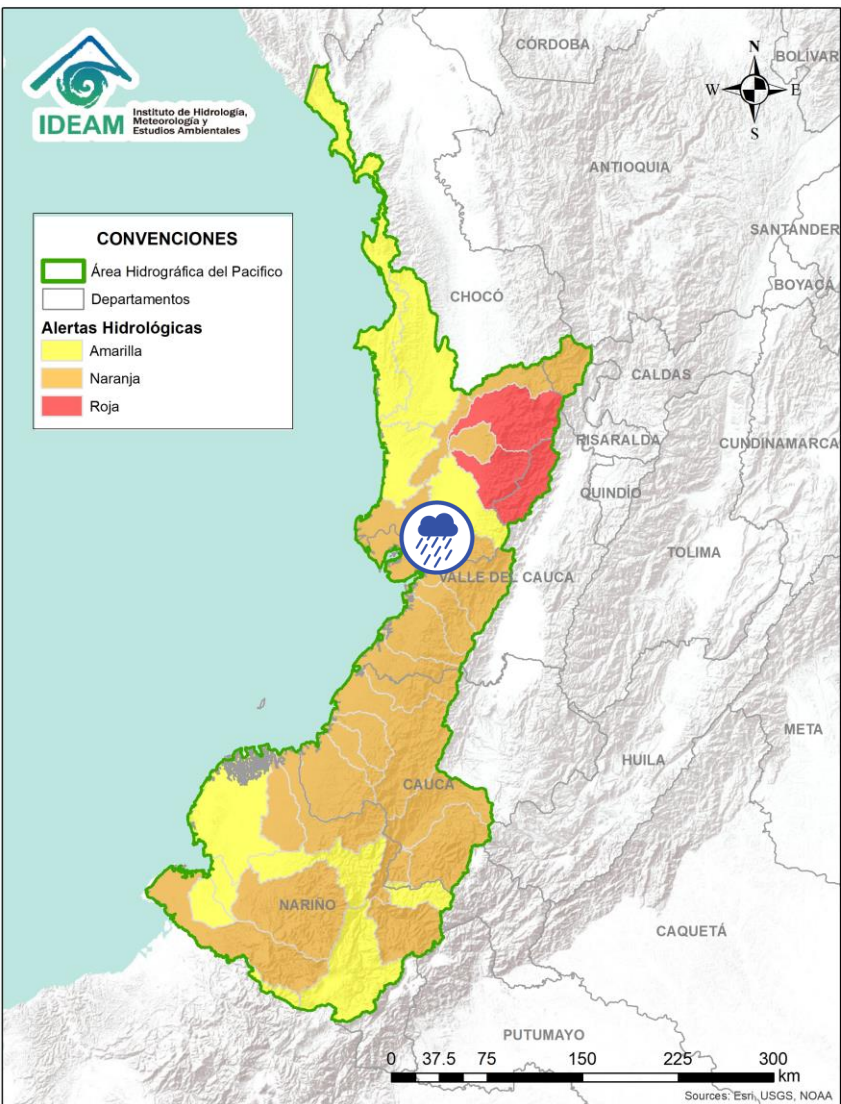 IDEAM
Instituto de Hidrología,
Meteorología y
Estudios Ambientales
CÓRDOBA
BOLÍVAR
N
W
E
S
ANTIOQUIA
SANTANDER
BOYACÁ
CONVENCIONES
Área Hidrográfica del Pacifico
Departamentos
Alertas Hidrológicas
Amarilla
Naranja
Roja
CHOCÓ
CALDAS
RISARALDA
CUNDINAMARCA
QUINDÍO
TOLIMA
VALLE DEL CAUCA
META
HUILA
CAUCA
NARIÑO
CAQUETÁ
PUTUMAYO
0 37.5 75 150 225 300
km
Sources: Esri, USGS, NOAA